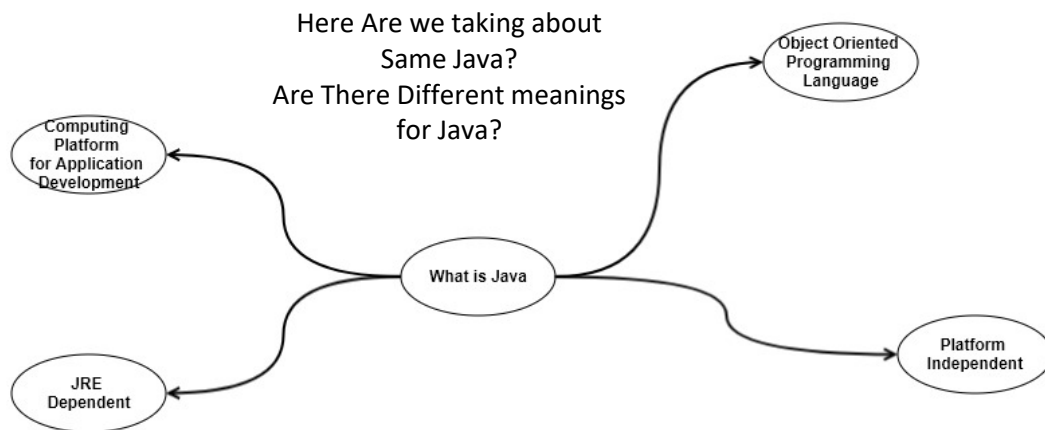 Here Are we taking about
Same Java?
Are There Different meanings
for Java?
Object Oriented
Programming
Language
Computing
Platform
for Application
Development
What is Java
Platform
Independent
JRE
Dependent